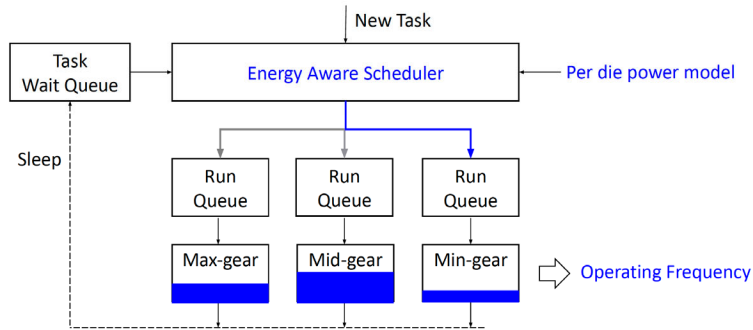 New Task
Task
Wait Queue
Energy Aware Scheduler
Per die power model
Sleep
Run
Queue
Run
Queue
Run
Queue
Max-gear
Mid-gear
Min-gear
Operating Frequency